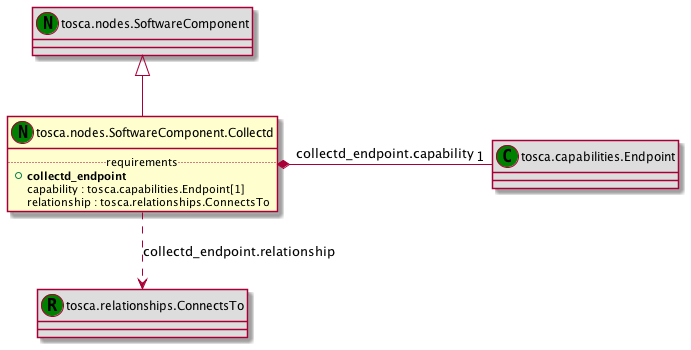 N tosca.nodes.SoftwareComponent
N tosca.nodes.SoftwareComponent.Collectd
requirements
collectd_endpoint
capability : tosca.capabilities.Endpoint[1]
relationship : tosca.relationships.ConnectsTo
collectd_endpoint.capability 1
C tosca.capabilities.Endpoint
collectd_endpoint.relationship
R tosca.relationships.ConnectsTo